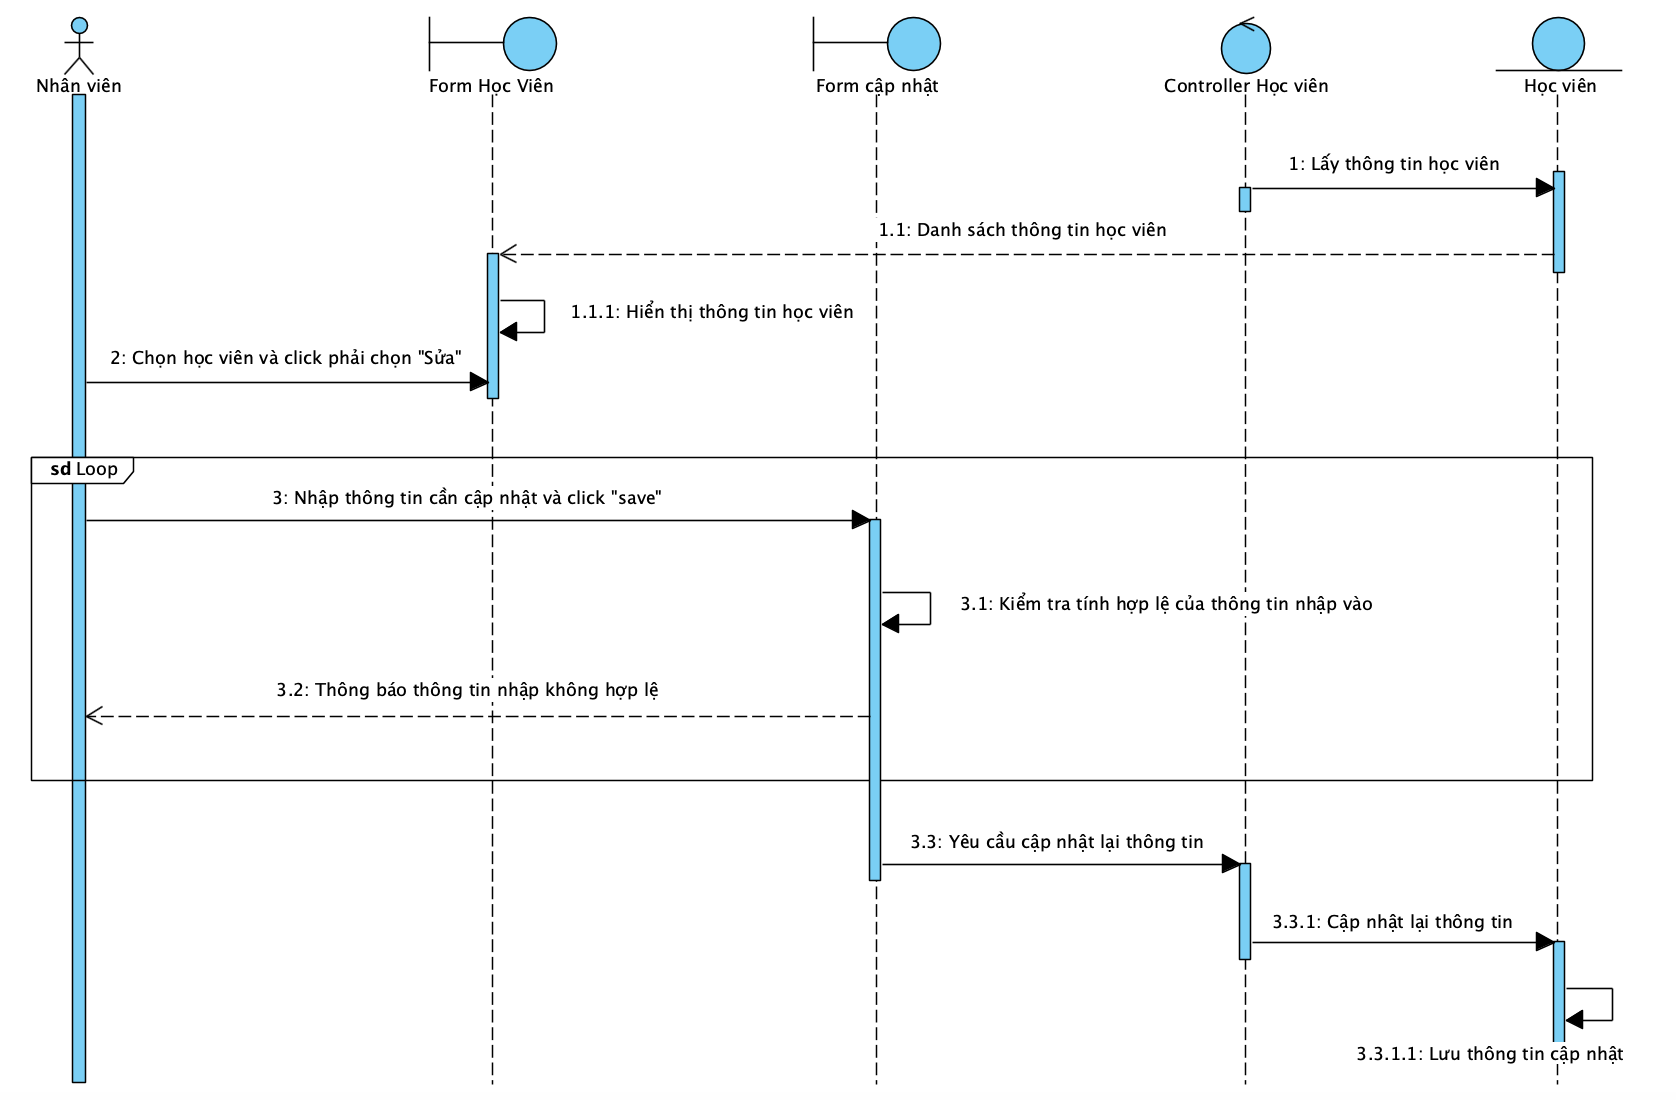 Nhân viên
Form Học Viên
Form cập nhật
Controller Học viên
Học viên
1: Lấy thông tin học viên
1.1: Danh sách thông tin học viên
1.1.1: Hiển thị thông tin học viên
2: Chọn học viên và click phải chọn "Sửa"
sd Loop
3: Nhập thông tin cần cập nhật và click "save"
3.1: Kiểm tra tính hợp lệ của thông tin nhập vào
3.2: Thông báo thông tin nhập không hợp lệ
3.3: Yêu cầu cập nhật lại thông tin
3.3.1: Cập nhật lại thông tin
3.3.1.1: Lưu thông tin cập nhật